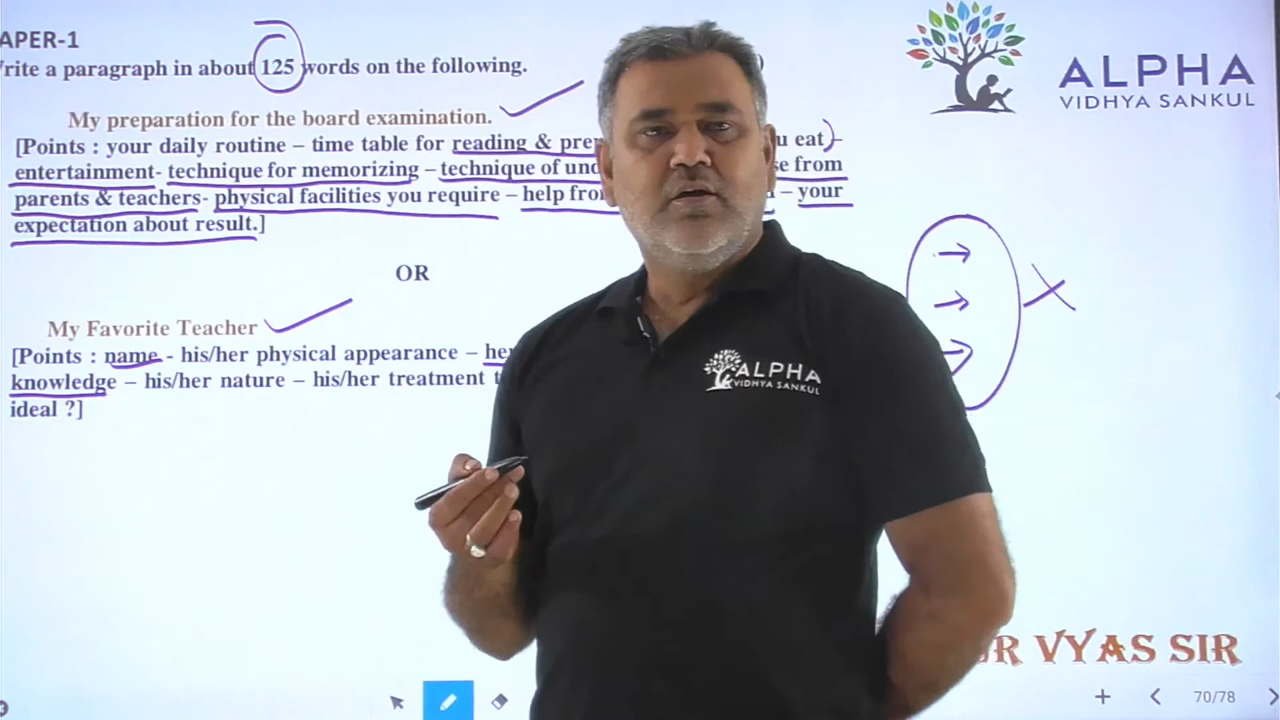 APER-1
rite a paragraph in about 125 words on the following.
My preparation for the board examination.
[Points : your daily routine – time table for reading & pre u eat –
entertainment- technique for memorizing – technique of und se from
parents & teachers- physical facilities you require – help from – your
expectation about result.]
OR
My Favorite Teacher
[Points : name - his/her physical appearance – her
knowledge – his/her nature – his/her treatment t
ideal ?]
ALPHA
VIDHYA SANKUL
ALPHA
VIDHYA SANKUL
R VYAS SIR
70/78